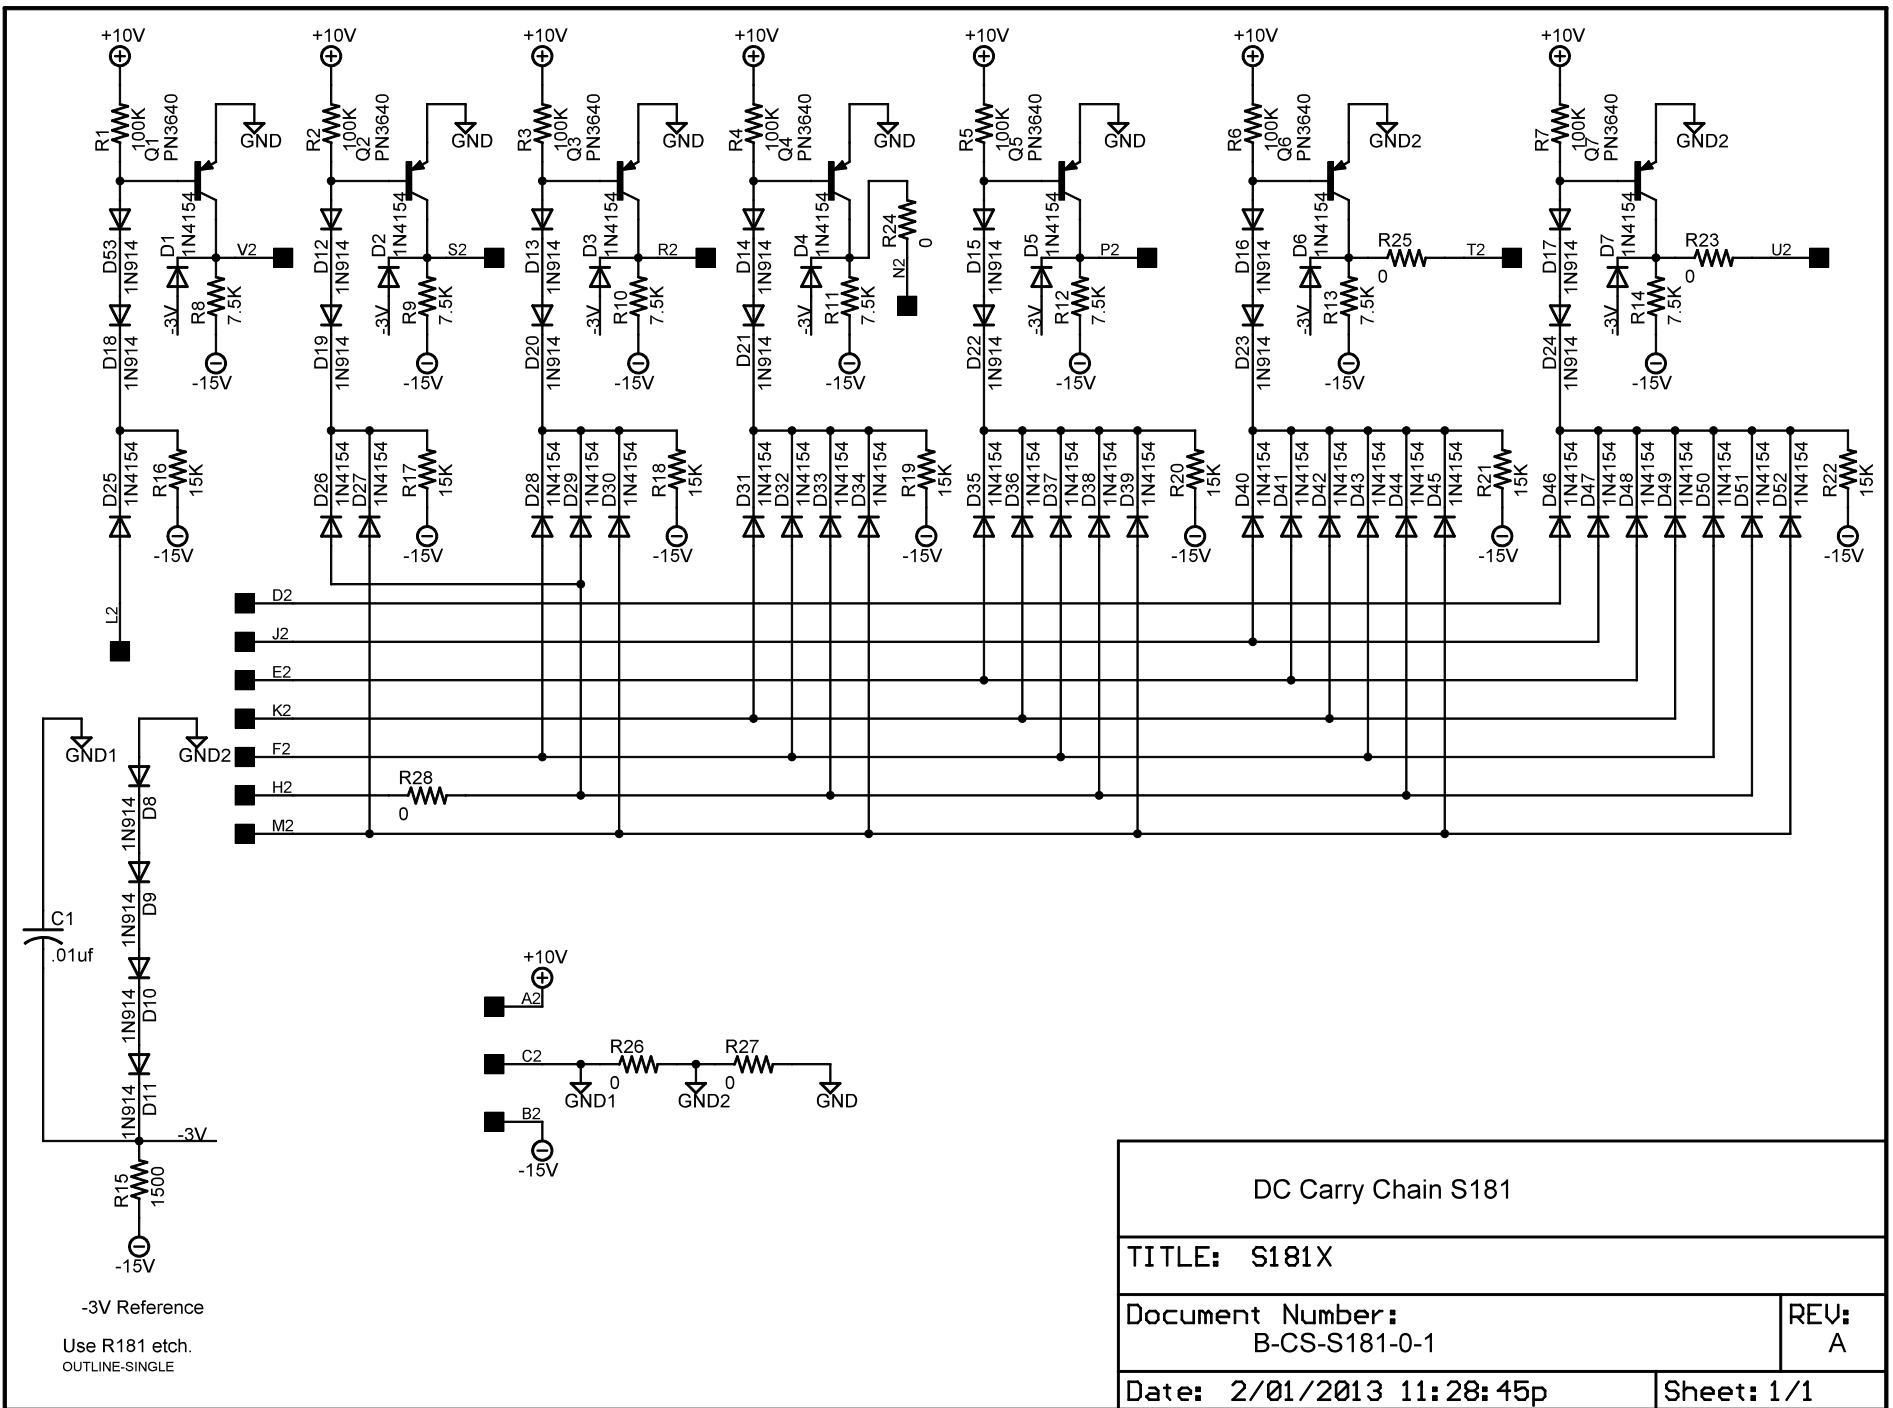 +10V +10V +10V +10V +10V +10V +10V
R1 100K Q1 PN3640 GND
R2 100K Q2 PN3640 GND
R3 100K Q3 PN3640 GND
R4 100K Q4 PN3640 GND
R5 100K Q5 PN3640 GND
R6 100K Q6 PN3640 GND2
R7 100K Q7 PN3640 GND2
D53 1N914 D1 1N4154 V2
D12 1N914 D2 1N4154 S2
D13 1N914 D3 1N4154 R2
D14 1N914 D4 1N4154 R24 0 N2
D15 1N914 D5 1N4154 P2
D16 1N914 D6 1N4154 R25 0 T2
D17 1N914 D7 1N4154 R23 0 U2
D18 1N914 -3V R8 7.5K -15V
D19 1N914 -3V R9 7.5K -15V
D20 1N914 -3V R10 7.5K -15V
D21 1N914 -3V R11 7.5K -15V
D22 1N914 -3V R12 7.5K -15V
D23 1N914 -3V R13 7.5K -15V
D24 1N914 -3V R14 7.5K -15V
D25 1N4154 R16 15K -15V
D26 1N4154 D27 1N4154 R17 15K -15V
D28 1N4154 D29 1N4154 D30 1N4154 R18 15K -15V
D31 1N4154 D32 1N4154 D33 1N4154 D34 1N4154 R19 15K -15V
D35 1N4154 D36 1N4154 D37 1N4154 D38 1N4154 D39 1N4154 R20 15K -15V
D40 1N4154 D41 1N4154 D42 1N4154 D43 1N4154 D44 1N4154 D45 1N4154 R21 15K -15V
D46 1N4154 D47 1N4154 D48 1N4154 D49 1N4154 D50 1N4154 D51 1N4154 D52 1N4154 R22 15K -15V
L2
D2
J2
E2
K2
F2
H2 R28 0
M2
GND1 GND2
1N914 D8
1N914 D9
1N914 D10
1N914 D11
C1
.01uf
-3V
R15 1500
-15V
-3V Reference
Use R181 etch.
OUTLINE-SINGLE
+10V
A2
C2 R26 R27
0 0
GND1 GND2 GND
B2
-15V
DC Carry Chain S181
TITLE: S181X
Document Number: REV:
B-CS-S181-0-1 A
Date: 2/01/2013 11:28:45p Sheet: 1/1